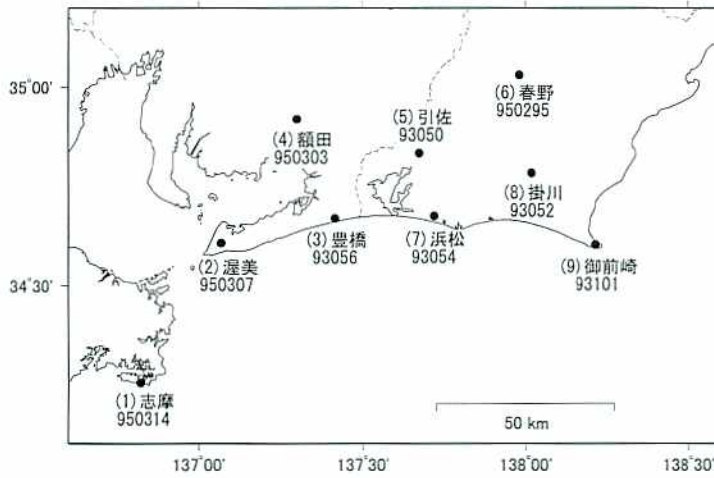 35°00'
34°30'
(6) 春野
950295
(5) 引佐
93050
(4) 額田
950303
(8) 掛川
93052
(3) 豊橋
93056
(7) 浜松
93054
(2) 渥美
950307
(9) 御前崎
93101
(1) 志摩
950314
50 km
137°00'
137°30'
138°00'
138°30'